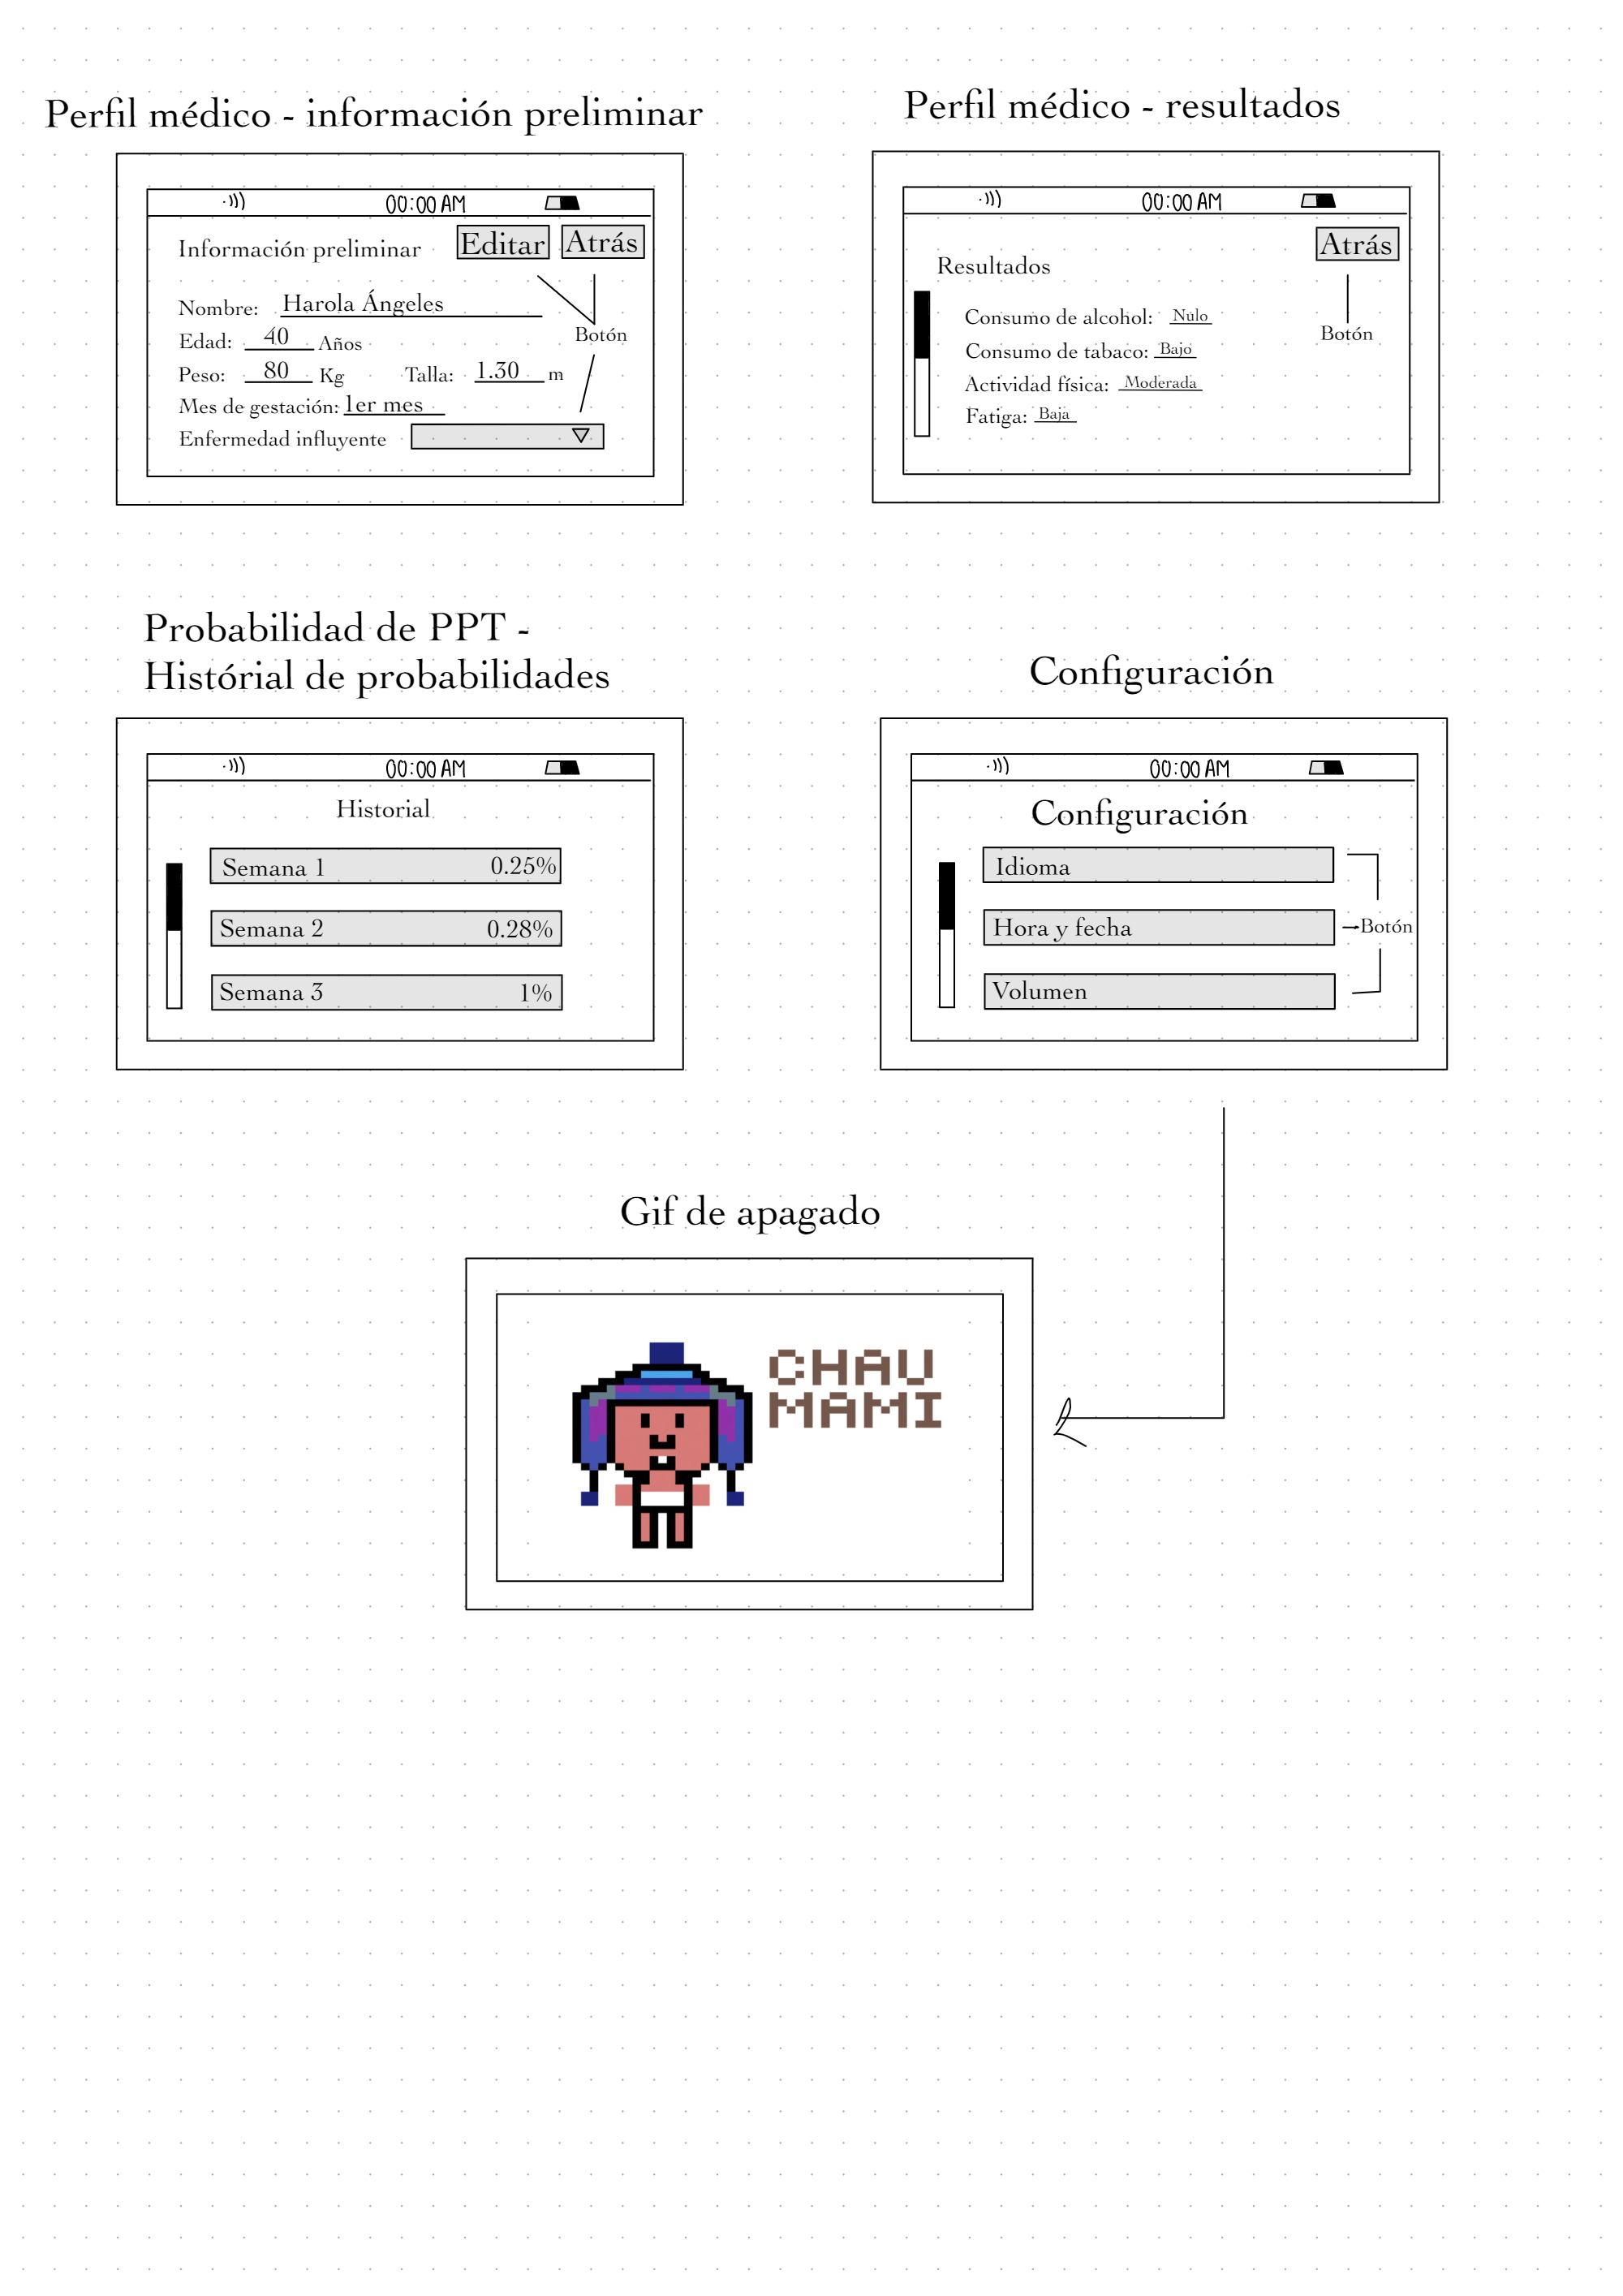 Perfil médico - información preliminar
00:00 AM
Información preliminar
Editar
Atrás
Nombre: Harola Ángeles
Edad: 40 Años
Botón
Peso: 80 Kg Talla: 1.30 m
Mes de gestación: 1er mes
Enfermedad influyente
Perfil médico - resultados
00:00 AM
Atrás
Resultados
Consumo de alcohol: Nulo
Botón
Consumo de tabaco: Bajo
Actividad física: Moderada
Fatiga: Baja
Probabilidad de PPT -
Histórial de probabilidades
00:00 AM
Historial
Semana 1 0.25%
Semana 2 0.28%
Semana 3 1%
Configuración
00:00 AM
Configuración
Idioma
Hora y fecha
Botón
Volumen
Gif de apagado
CHAU
MAMI